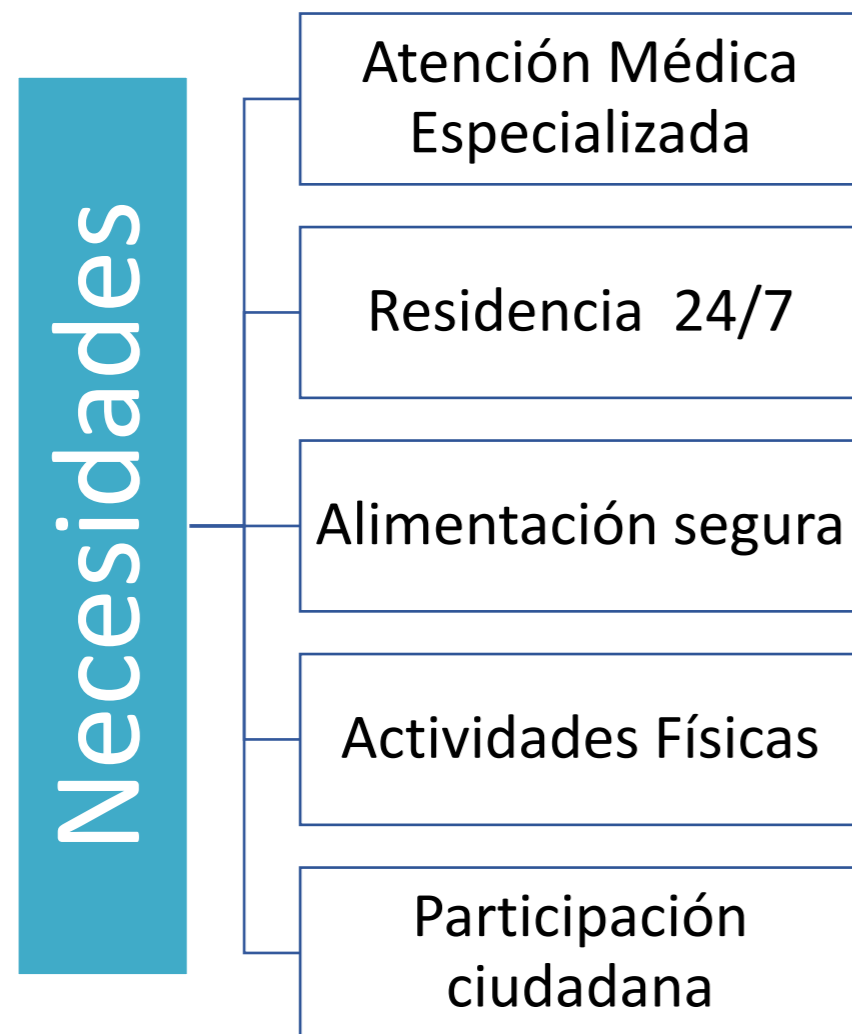 Necesidades
Atención Médica
Especializada
Residencia  24/7
Alimentación segura
Actividades Físicas
Participación
ciudadana